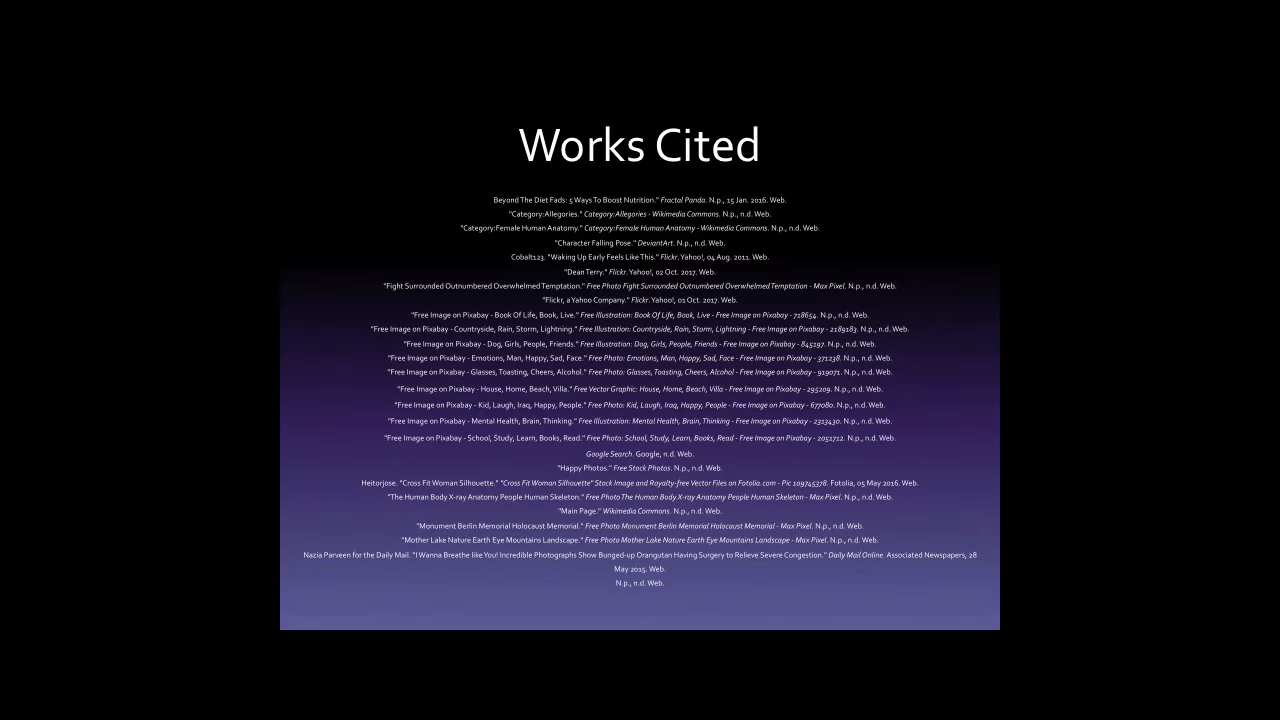 Works Cited
Beyond The Diet Fads: 5 Ways To Boost Nutrition." Fractal Panda. N.p., 15 Jan. 2016. Web.
"Category:Allegories." Category:Allegories - Wikimedia Commons. N.p., n.d. Web.
"Category:Female Human Anatomy." Category:Female Human Anatomy - Wikimedia Commons. N.p., n.d. Web.
"Character Falling Pose." DeviantArt. N.p., n.d. Web.
Cobalt123. "Waking Up Early Feels Like This." Flickr. Yahoo!, 04 Aug. 2011. Web.
"Dean Terry." Flickr. Yahoo!, 02 Oct. 2017. Web.
"Fight Surrounded Outnumbered Overwhelmed Temptation." Free Photo Fight Surrounded Outnumbered Overwhelmed Temptation - Max Pixel. N.p., n.d. Web.
"Flickr, a Yahoo Company." Flickr. Yahoo!, 01 Oct. 2017. Web.
"Free Image on Pixabay - Book Of Life, Book, Live." Free Illustration: Book Of Life, Book, Live - Free Image on Pixabay - 718654. N.p., n.d. Web.
"Free Image on Pixabay - Countryside, Rain, Storm, Lightning." Free Illustration: Countryside, Rain, Storm, Lightning - Free Image on Pixabay - 2189183. N.p., n.d. Web.
"Free Image on Pixabay - Dog, Girls, People, Friends." Free Illustration: Dog, Girls, People, Friends - Free Image on Pixabay - 845197. N.p., n.d. Web.
"Free Image on Pixabay - Emotions, Man, Happy, Sad, Face." Free Photo: Emotions, Man, Happy, Sad, Face - Free Image on Pixabay - 371238. N.p., n.d. Web.
"Free Image on Pixabay - Glasses, Toasting, Cheers, Alcohol." Free Photo: Glasses, Toasting, Cheers, Alcohol - Free Image on Pixabay - 919071. N.p., n.d. Web.
"Free Image on Pixabay - House, Home, Beach, Villa." Free Vector Graphic: House, Home, Beach, Villa - Free Image on Pixabay - 295209. N.p., n.d. Web.
"Free Image on Pixabay - Kid, Laugh, Iraq, Happy, People." Free Photo: Kid, Laugh, Iraq, Happy, People - Free Image on Pixabay - 677080. N.p., n.d. Web.
"Free Image on Pixabay - Mental Health, Brain, Thinking." Free Illustration: Mental Health, Brain, Thinking - Free Image on Pixabay - 2313430. N.p., n.d. Web.
"Free Image on Pixabay - School, Study, Learn, Books, Read." Free Photo: School, Study, Learn, Books, Read - Free Image on Pixabay - 2051712. N.p., n.d. Web.
Google Search. Google, n.d. Web.
"Happy Photos." Free Stock Photos. N.p., n.d. Web.
Heitorjose. "Cross Fit Woman Silhouette." "Cross Fit Woman Silhouette" Stock Image and Royalty-free Vector Files on Fotolia.com - Pic 109745378. Fotolia, 05 May 2016. Web.
"The Human Body X-ray Anatomy People Human Skeleton." Free Photo The Human Body X-ray Anatomy People Human Skeleton - Max Pixel. N.p., n.d. Web.
"Main Page." Wikimedia Commons. N.p., n.d. Web.
"Monument Berlin Memorial Holocaust Memorial." Free Photo Monument Berlin Memorial Holocaust Memorial - Max Pixel. N.p., n.d. Web.
"Mother Lake Nature Earth Eye Mountains Landscape." Free Photo Mother Lake Nature Earth Eye Mountains Landscape - Max Pixel. N.p., n.d. Web.
Nazia Parveen for the Daily Mail. "I Wanna Breathe like You! Incredible Photographs Show Bunged-up Orangutan Having Surgery to Relieve Severe Congestion." Daily Mail Online. Associated Newspapers, 28
May 2015. Web.
N.p., n.d. Web.